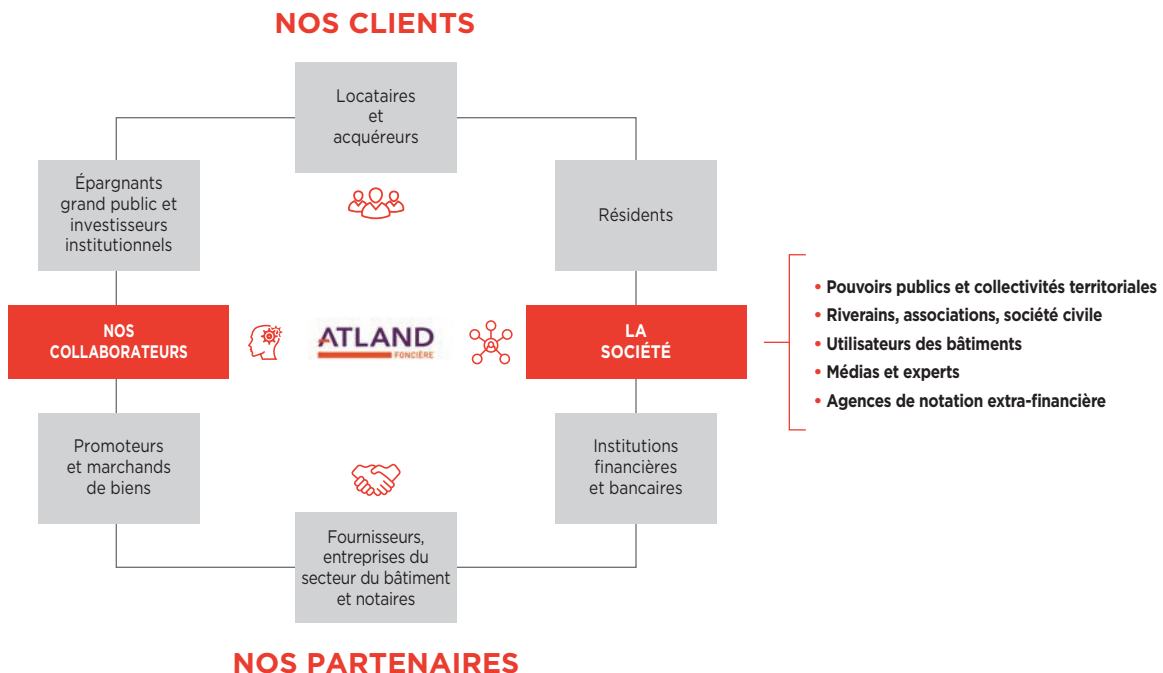 NOS CLIENTS
Locataires
et
acquéreurs
Épargnants
grand public et
investisseurs
institutionnels
Résidents
NOS
COLLABORATEURS
ATLAND
FONCIÈRE
LA
SOCIÉTÉ
• Pouvoirs publics et collectivités territoriales
• Riverains, associations, société civile
• Utilisateurs des bâtiments
• Médias et experts
• Agences de notation extra-financière
Promoteurs
et marchands
de biens
Institutions
financières
et bancaires
Fournisseurs,
entreprises du
secteur du bâtiment
et notaires
NOS PARTENAIRES